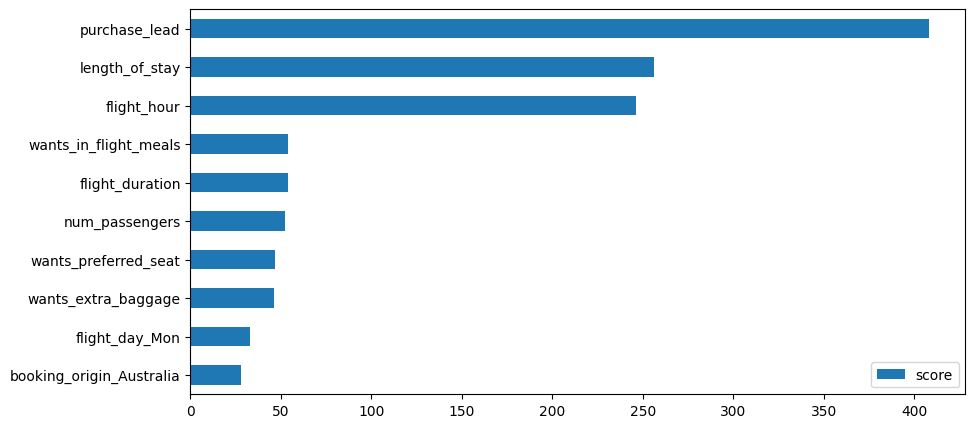 purchase_lead
length_of_stay
flight_hour
wants_in_flight_meals
flight_duration
num_passengers
wants_preferred_seat
wants_extra_baggage
flight_day_Mon
booking_origin_Australia
score
0 50 100 150 200 250 300 350 400